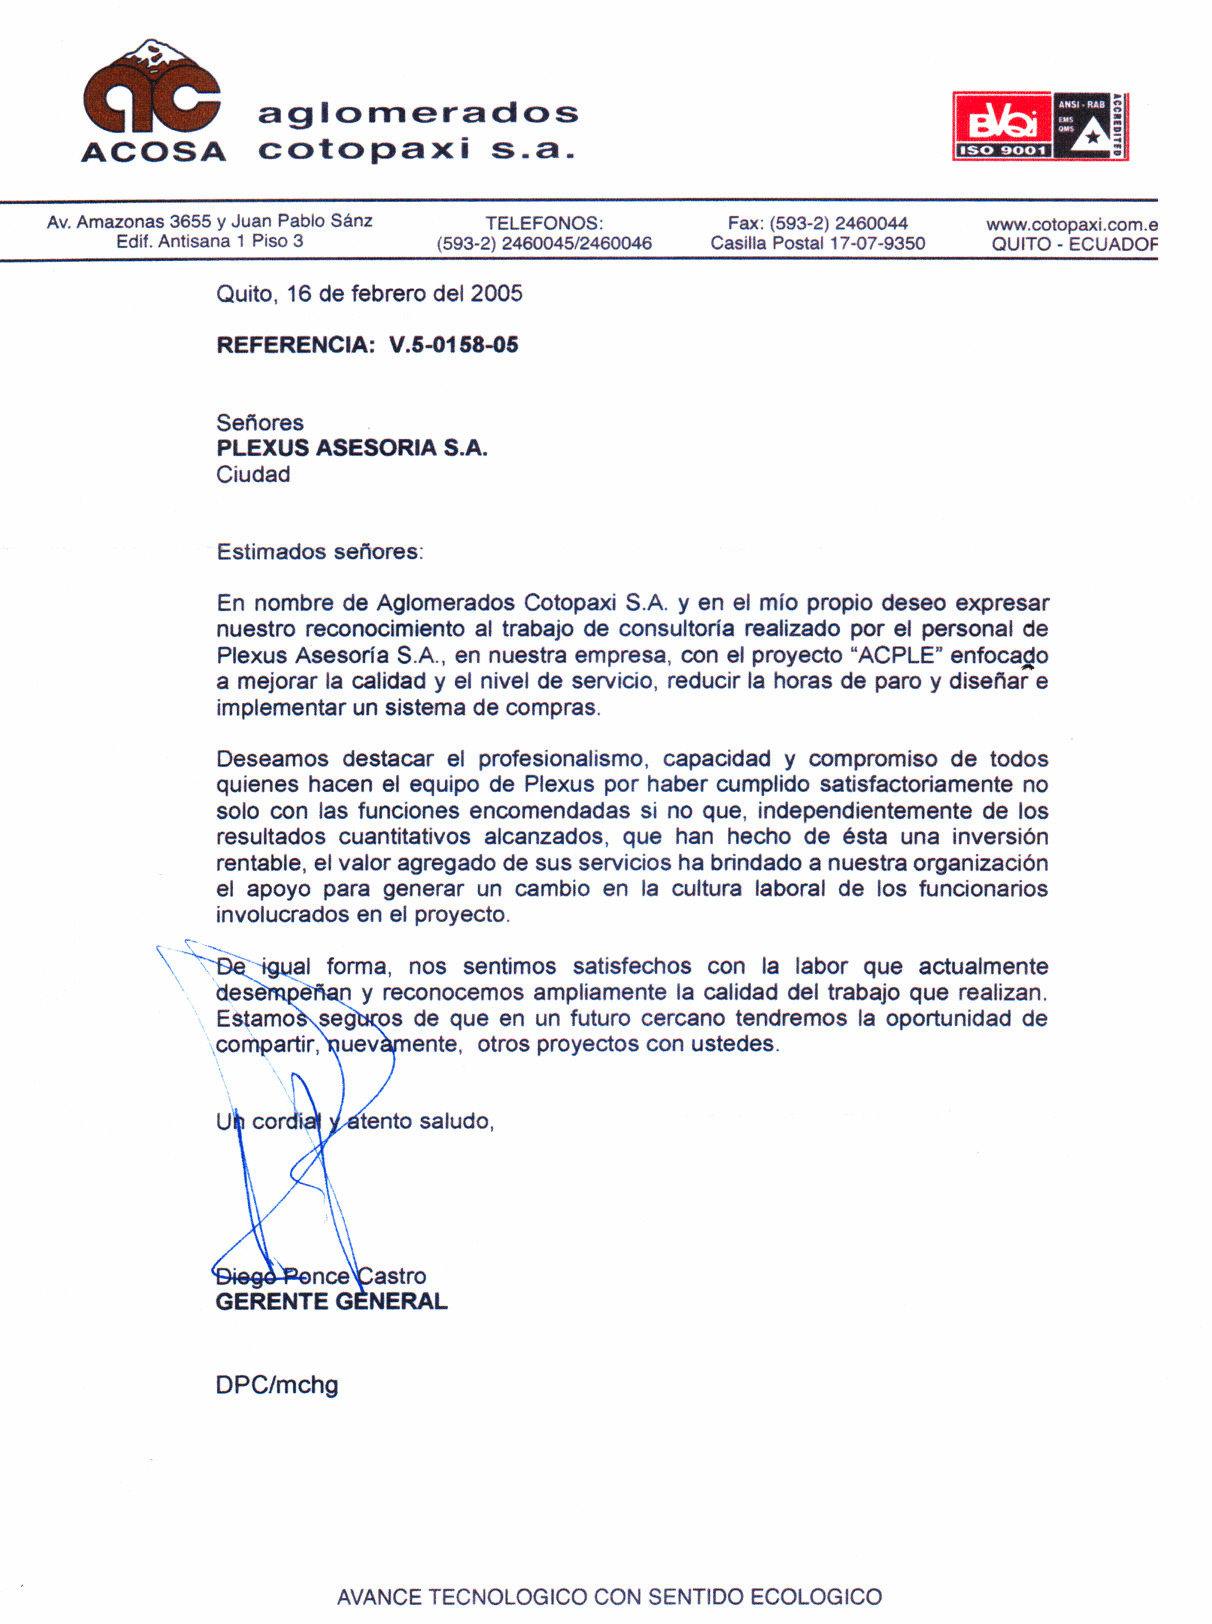 ac
ACOSA
aglomerados
cotopaxi s.a.
BVQi
ISO 9001
ANSI - RAB
EMS
QMS
ACCREDITED
Av. Amazonas 3655 y Juan Pablo Sánz
Edif. Antisana 1 Piso 3
TELEFONOS:
(593-2) 2460045/2460046
Fax: (593-2) 2460044
Casilla Postal 17-07-9350
www.cotopaxi.com.e
QUITO - ECUADOR
Quito, 16 de febrero del 2005
REFERENCIA: V.5-0158-05
Señores
PLEXUS ASESORIA S.A.
Ciudad
Estimados señores:
En nombre de Aglomerados Cotopaxi S.A. y en el mío propio deseo expresar
nuestro reconocimiento al trabajo de consultoría realizado por el personal de
Plexus Asesoría S.A., en nuestra empresa, con el proyecto “ACPLE” enfocado
a mejorar la calidad y el nivel de servicio, reducir la horas de paro y diseñar e
implementar un sistema de compras.
Deseamos destacar el profesionalismo, capacidad y compromiso de todos
quienes hacen el equipo de Plexus por haber cumplido satisfactoriamente no
solo con las funciones encomendadas si no que, independientemente de los
resultados cuantitativos alcanzados, que han hecho de ésta una inversión
rentable, el valor agregado de sus servicios ha brindado a nuestra organización
el apoyo para generar un cambio en la cultura laboral de los funcionarios
involucrados en el proyecto.
De igual forma, nos sentimos satisfechos con la labor que actualmente
desempeñan y reconocemos ampliamente la calidad del trabajo que realizan.
Estamos seguros de que en un futuro cercano tendremos la oportunidad de
compartir, nuevamente, otros proyectos con ustedes.
Un cordial y atento saludo,
Diego Ponce Castro
GERENTE GENERAL
DPC/mchg
AVANCE TECNOLOGICO CON SENTIDO ECOLOGICO